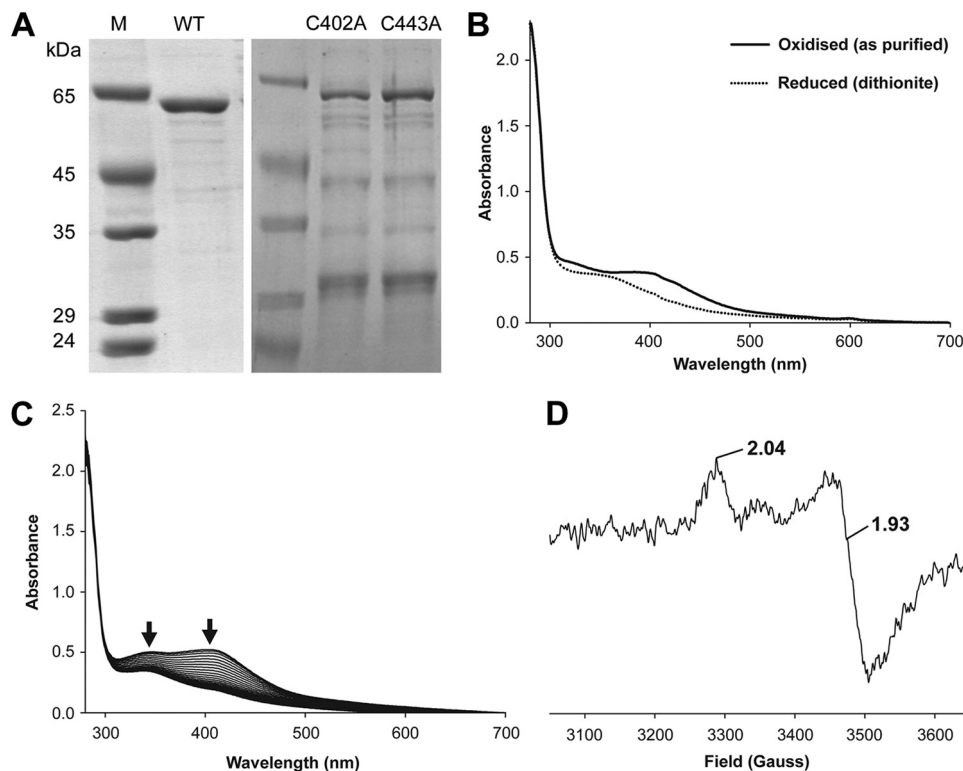 A
M WT C402A C443A
kDa
65
45
35
29
24
B
Oxidised (as purified)
Reduced (dithionite)
Absorbance
2.0
1.5
1.0
0.5
0.0
300 400 500 600 700
Wavelength (nm)
C
Absorbance
2.5
2.0
1.5
1.0
0.5
0.0
300 400 500 600 700
Wavelength (nm)
D
2.04
1.93
3100 3200 3300 3400 3500 3600
Field (Gauss)